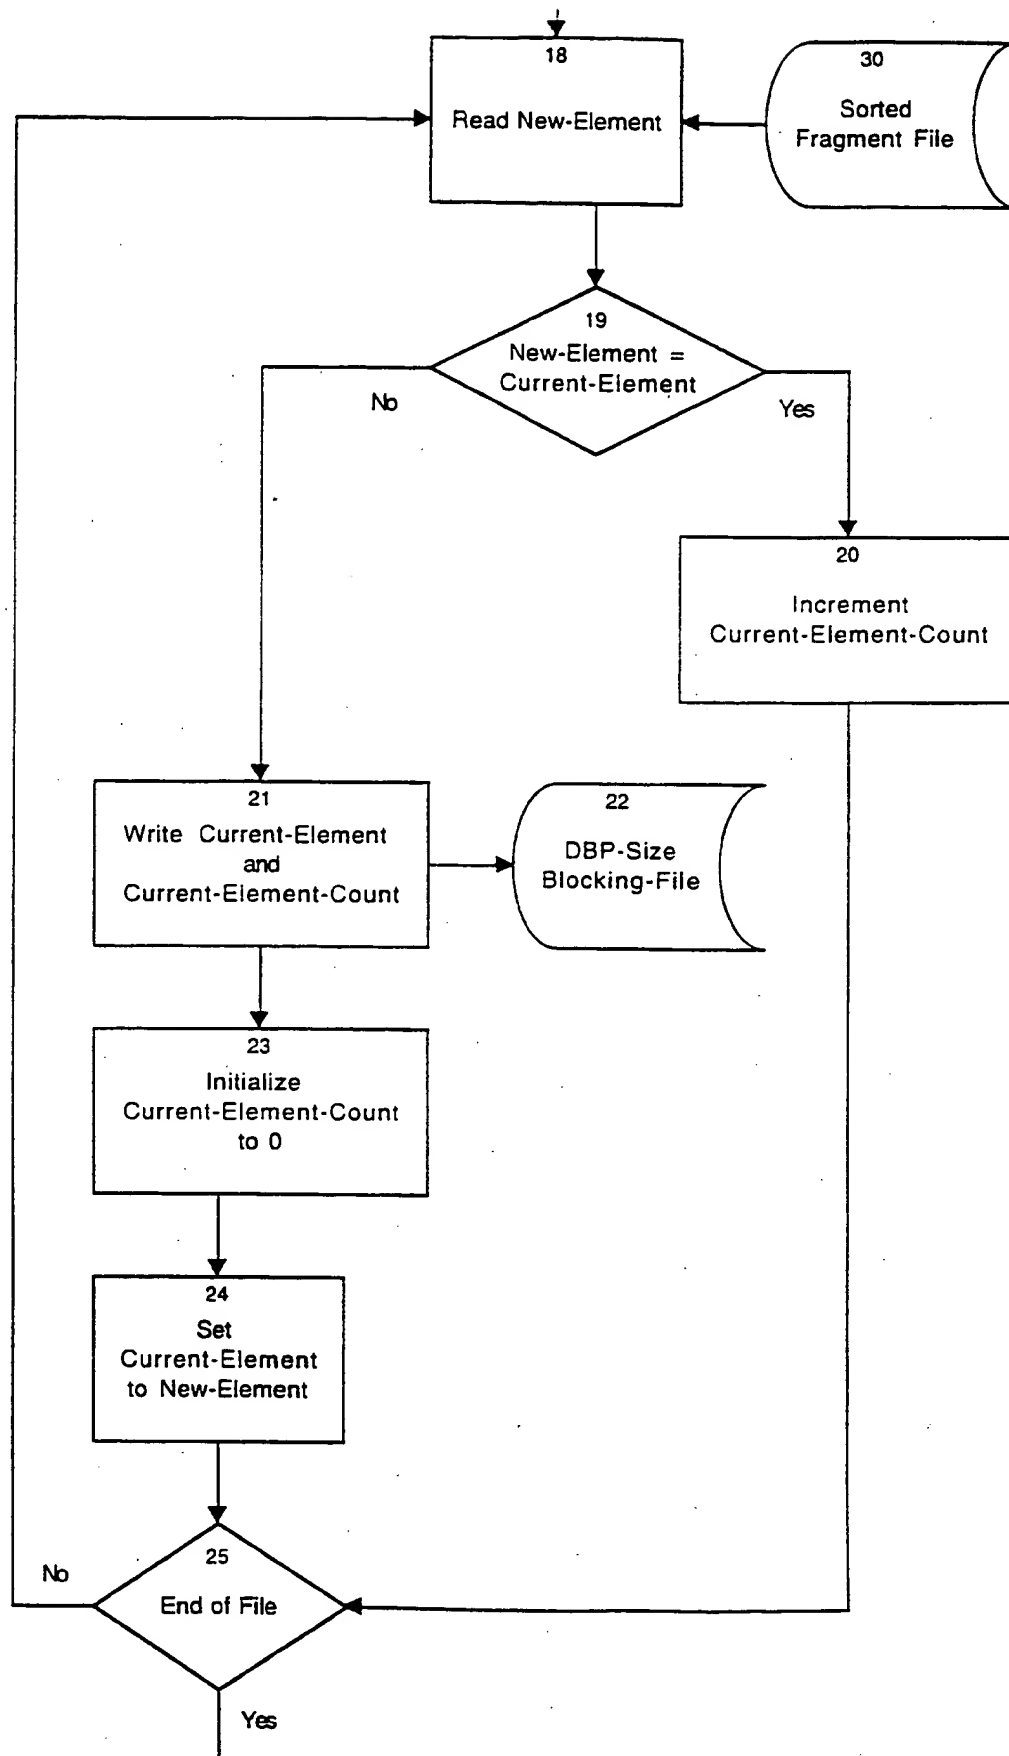 18
Read New-Element
30
Sorted
Fragment File
19
New-Element =
Current-Element
No
Yes
20
Increment
Current-Element-Count
21
Write Current-Element
and
Current-Element-Count
22
DBP-Size
Blocking-File
23
Initialize
Current-Element-Count
to 0
24
Set
Current-Element
to New-Element
25
End of File
No
Yes